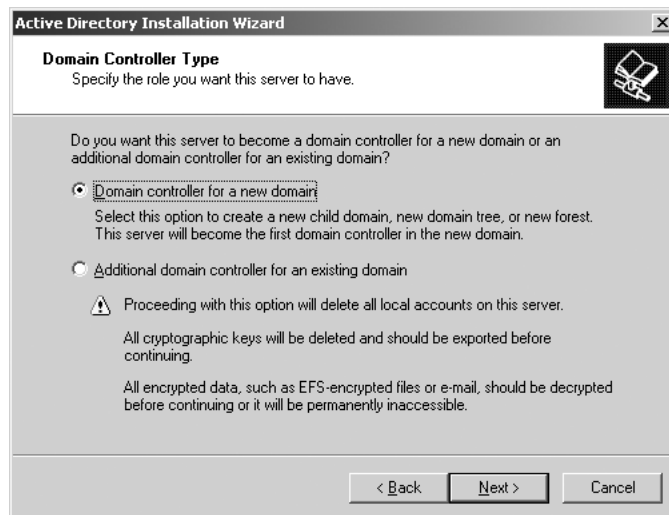 Active Directory Installation Wizard
Domain Controller Type
Specify the role you want this server to have.
Do you want this server to become a domain controller for a new domain or an
additional domain controller for an existing domain?
Domain controller for a new domain
Select this option to create a new child domain, new domain tree, or new forest.
This server will become the first domain controller in the new domain.
Additional domain controller for an existing domain
Proceeding with this option will delete all local accounts on this server.
All cryptographic keys will be deleted and should be exported before
continuing.
All encrypted data, such as EFS-encrypted files or e-mail, should be decrypted
before continuing or it will be permanently inaccessible.
< Back Next > Cancel